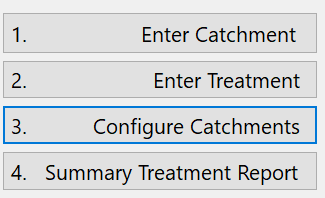 1. Enter Catchment
2. Enter Treatment
3. Configure Catchments
4. Summary Treatment Report